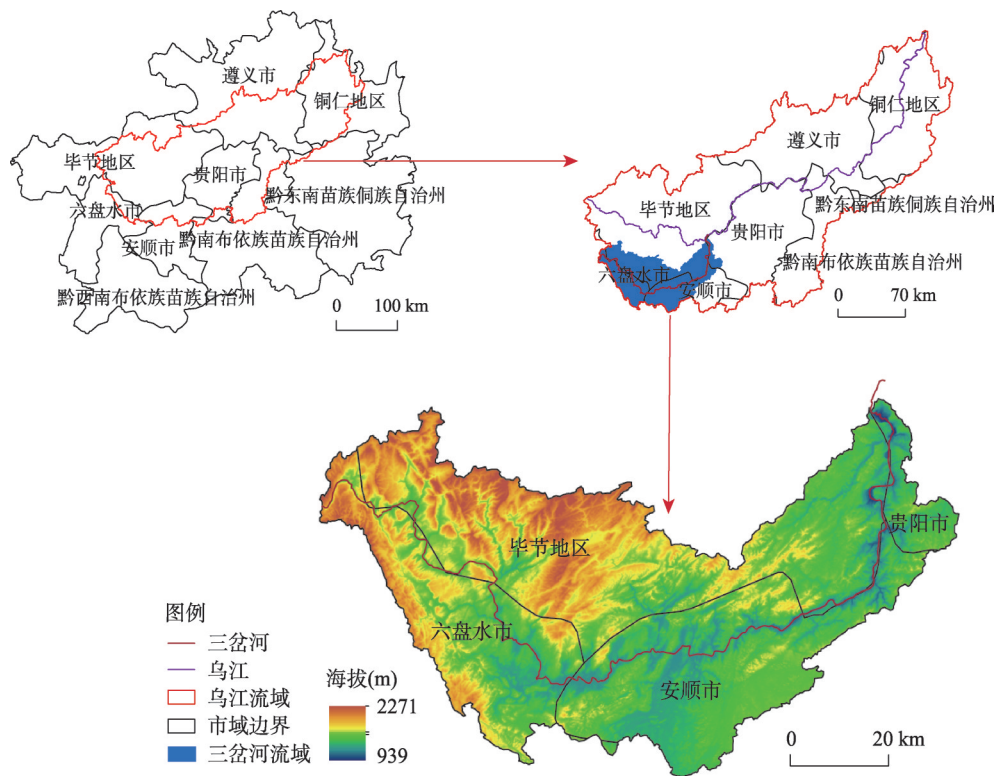 遵义市
铜仁地区
毕节地区
贵阳市
黔东南苗族侗族自治州
六盘水市
安顺市
黔南布依族苗族自治州
黔西南布依族苗族自治州
0 100 km
铜仁地区
遵义市
毕节地区
黔东南苗族侗族自治州
贵阳市
黔南布依族苗族自治州
六盘水市
安顺市
0 70 km
毕节地区
贵阳市
六盘水市
安顺市
图例
三岔河
乌江
乌江流域
市域边界
三岔河流域
海拔(m)
2271
939
0 20 km